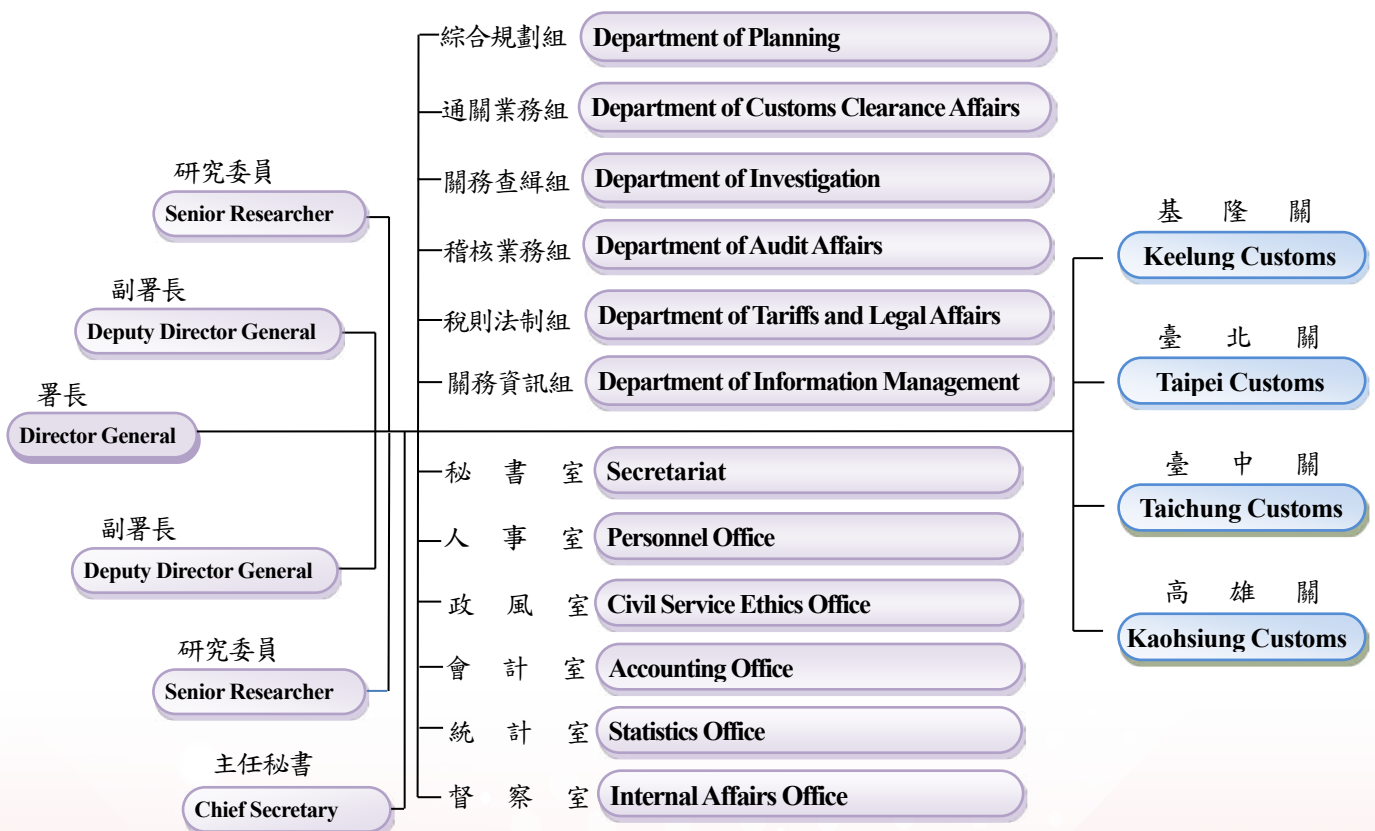 研究委員
Senior Researcher
副署長
Deputy Director General
署長
Director General
副署長
Deputy Director General
研究委員
Senior Researcher
主任秘書
Chief Secretary
綜合規劃組 Department of Planning
通關業務組 Department of Customs Clearance Affairs
關務查緝組 Department of Investigation
稽核業務組 Department of Audit Affairs
稅則法制組 Department of Tariffs and Legal Affairs
關務資訊組 Department of Information Management
秘書室 Secretariat
人事室 Personnel Office
政風室 Civil Service Ethics Office
會計室 Accounting Office
統計室 Statistics Office
督察室 Internal Affairs Office
基隆關
Keelung Customs
臺北關
Taipei Customs
臺中關
Taichung Customs
高雄關
Kaohsiung Customs